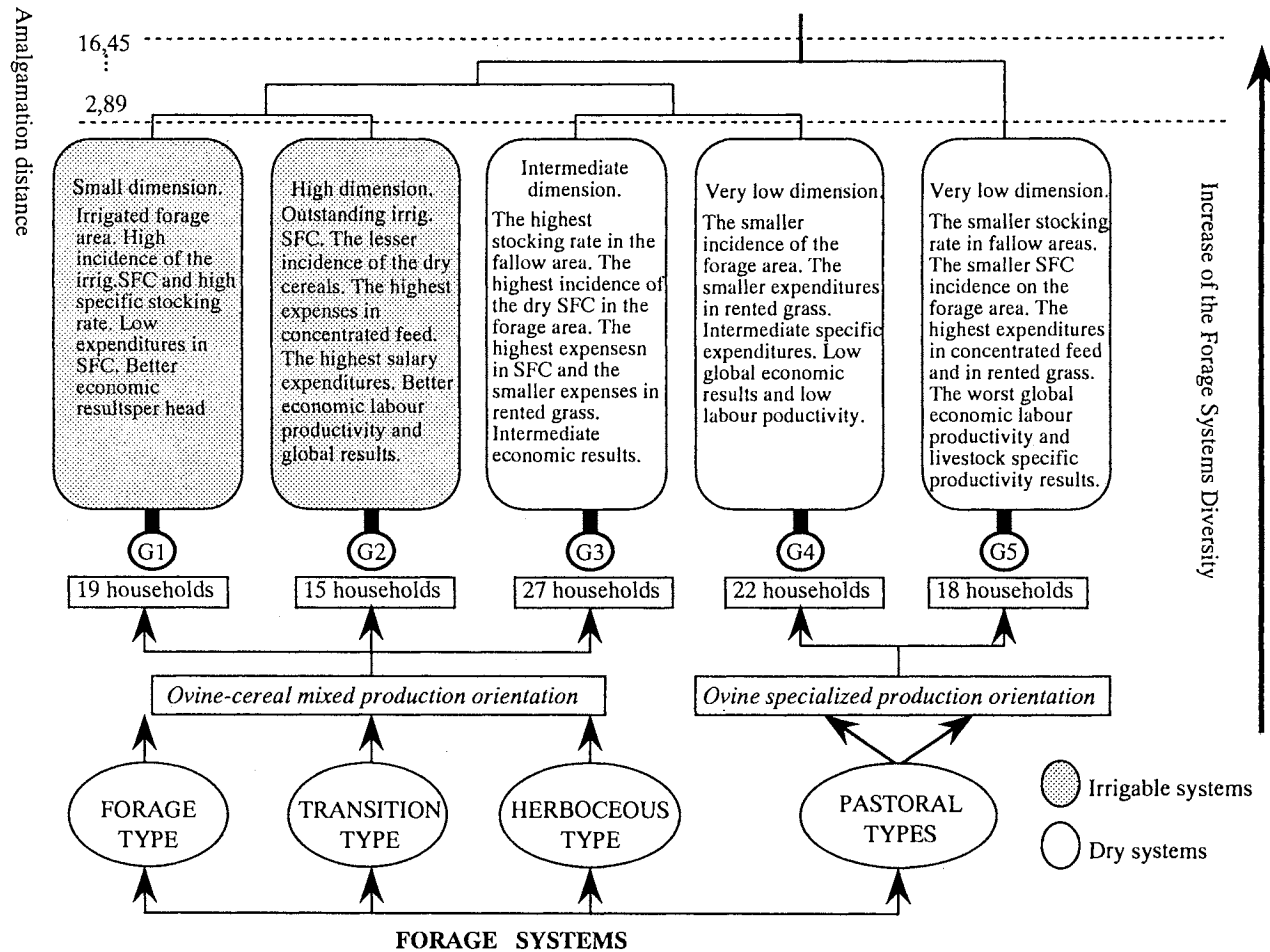 Amalgamation distance
16,45
2,89
Small dimension.
Irrigated forage
area. High
incidence of the
irrig.SFC and high
specific stocking
rate. Low
expenditures in
SFC. Better
economic
resultsper head
High dimension.
Outstanding irrig.
SFC. The lesser
incidence of the dry
cereals. The highest
expenses in
concentrated feed.
The highest salary
expenditures. Better
economic labour
productivity and
global results.
Intermediate
dimension.
The highest
stocking rate in the
fallow area. The
highest incidence of
the dry SFC in the
forage area. The
highest expensesn
in SFC and the
smaller expenses in
rented grass.
Intermediate
economic results.
Very low dimension.
The smaller
incidence of the
forage area. The
smaller expenditures
in rented grass.
Intermediate specific
expenditures. Low
global economic
results and low
labour poductivity.
Very low dimension.
The smaller stocking
rate in fallow areas.
The smaller SFC
incidence on the
forage area. The
highest expenditures
in concentrated feed
and in rented grass.
The worst global
economic labour
productivity and
livestock specific
productivity results.
Increase of the Forage Systems Diversity
G1
G2
G3
G4
G5
19 households
15 households
27 households
22 households
18 households
Ovine-cereal mixed production orientation
Ovine specialized production orientation
FORAGE
TYPE
TRANSITION
TYPE
HERBOCEOUS
TYPE
PASTORAL
TYPES
Irrigable systems
Dry systems
FORAGE SYSTEMS